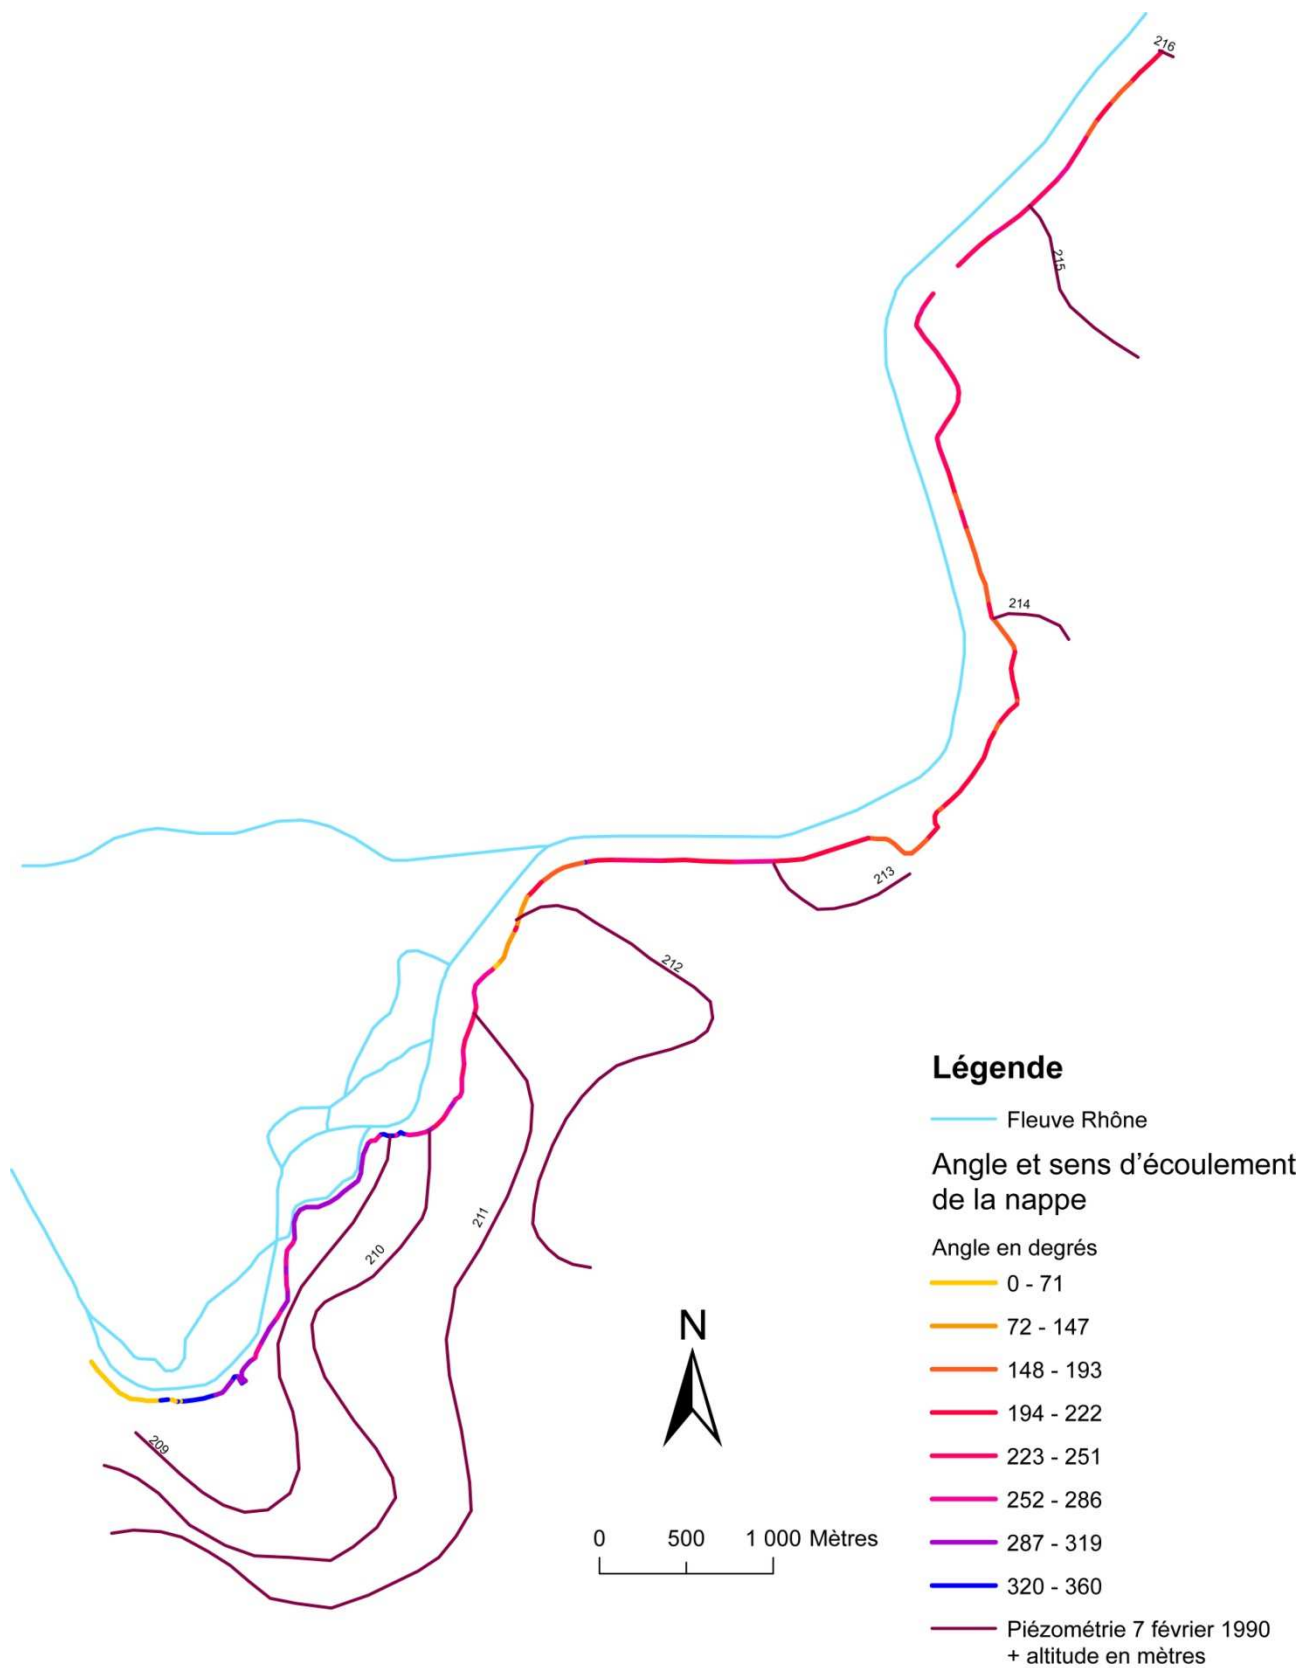 216
215
214
213
212
211
210
209
N
0 500 1 000 Mètres
Légende
Fleuve Rhône
Angle et sens d'écoulement
de la nappe
Angle en degrés
0 - 71
72 - 147
148 - 193
194 - 222
223 - 251
252 - 286
287 - 319
320 - 360
Piézométrie 7 février 1990
+ altitude en mètres